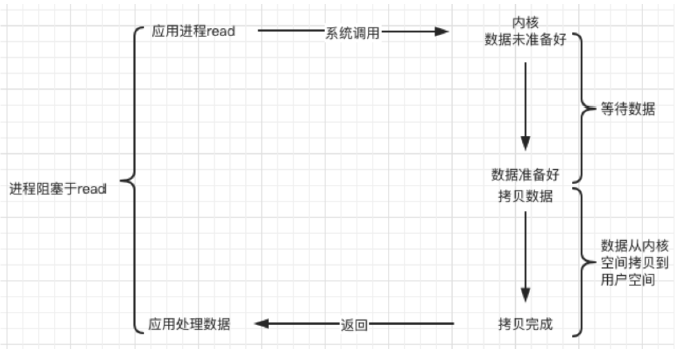 应用进程read
系统调用
内核
数据未准备好
等待数据
进程阻塞于read
数据准备好
拷贝数据
数据从内核
空间拷贝到
用户空间
应用处理数据
返回
拷贝完成